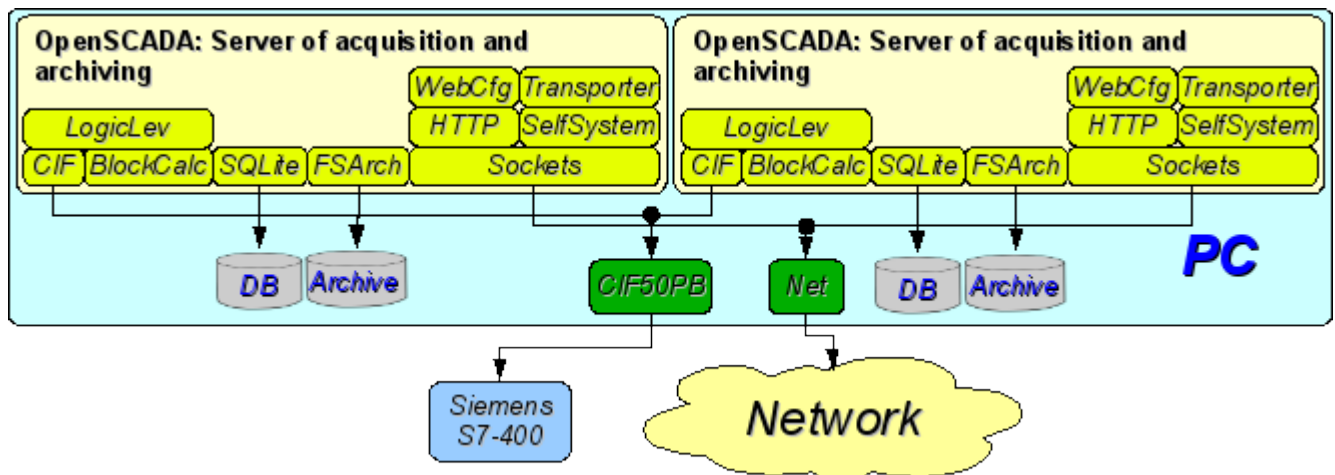 OpenSCADA: Server of acquisition and
archiving
WebCfg Transporter
LogicLev HTTP SelfSystem
CIF BlockCalc SQLite FSArch Sockets
OpenSCADA: Server of acquisition and
archiving
WebCfg Transporter
LogicLev HTTP SelfSystem
CIF BlockCalc SQLite FSArch Sockets
PC
DB Archive CIF50PB Net DB Archive
Siemens
S7-400
Network